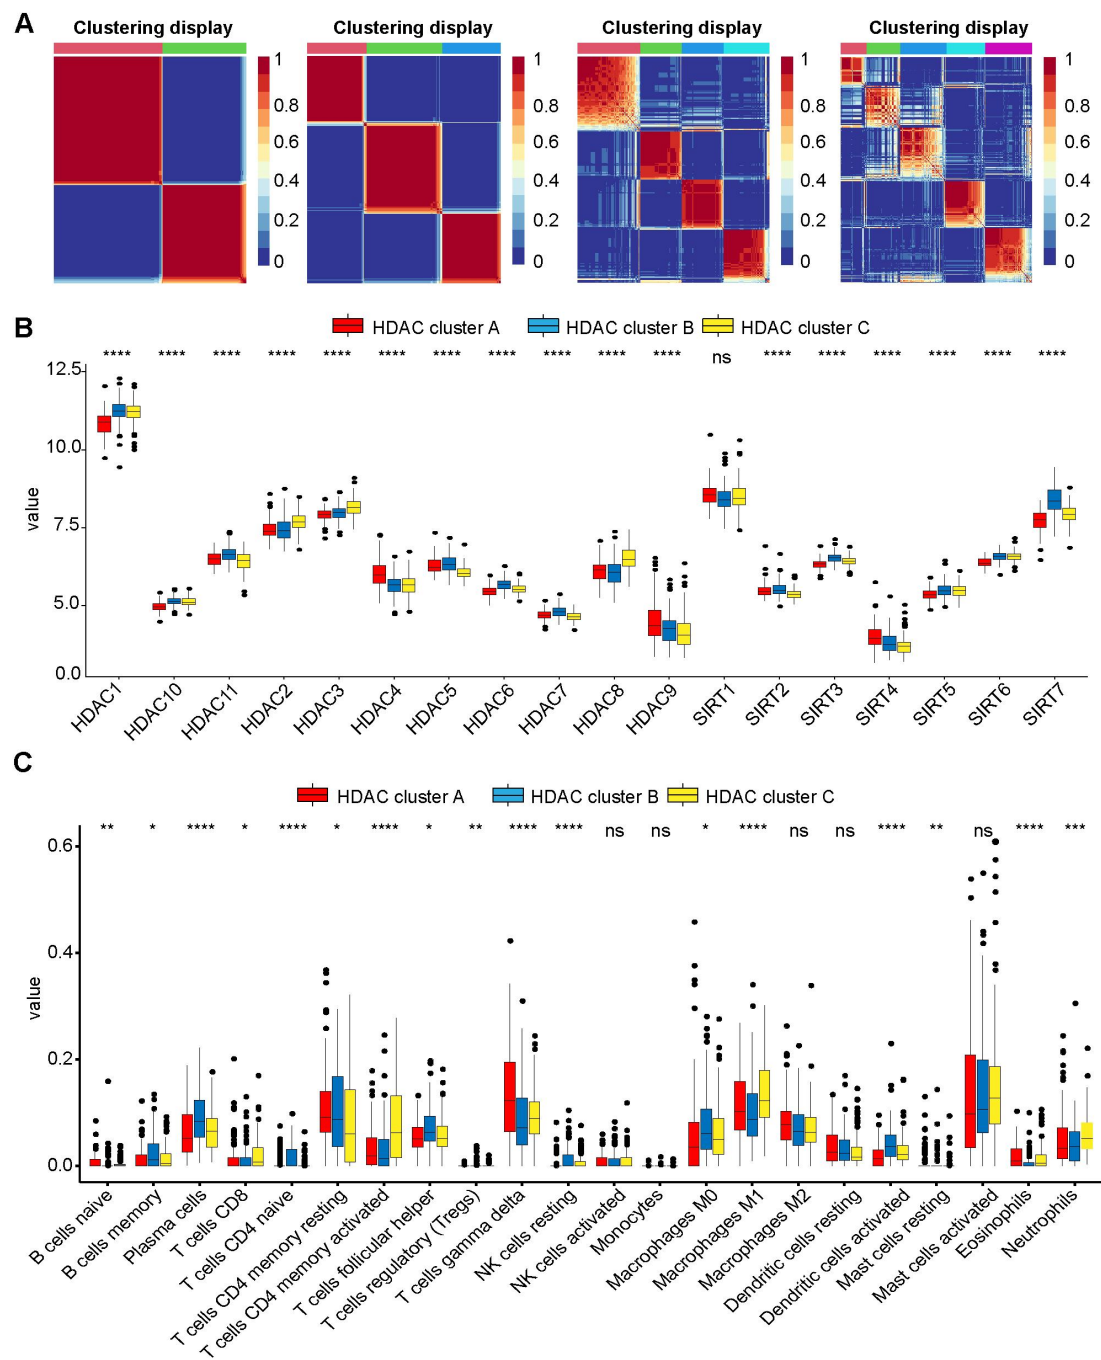 A
Clustering display
Clustering display
Clustering display
Clustering display
1
0.8
0.6
0.4
0.2
0
1
0.8
0.6
0.4
0.2
0
1
0.8
0.6
0.4
0.2
0
1
0.8
0.6
0.4
0.2
0
B
HDAC cluster A HDAC cluster B HDAC cluster C
**** **** **** **** **** **** **** **** **** **** **** ns **** **** **** **** **** ****
12.5
10.0
7.5
5.0
0.0
value
HDAC1 HDAC10 HDAC11 HDAC2 HDAC3 HDAC4 HDAC5 HDAC6 HDAC7 HDAC8 HDAC9 SIRT1 SIRT2 SIRT3 SIRT4 SIRT5 SIRT6 SIRT7
C
HDAC cluster A HDAC cluster B HDAC cluster C
** * **** * **** * **** * ** **** **** ns ns * **** ns ns **** ** ns **** ***
0.6
0.4
0.2
0.0
value
B cells naive
B cells memory
Plasma cells
T cells CD8
T cells CD4 naive
T cells CD4 memory resting
T cells CD4 memory activated
T cells follicular helper
T cells regulatory (Tregs)
T cells gamma delta
NK cells resting
NK cells activated
Monocytes
Macrophages M0
Macrophages M1
Macrophages M2
Dendritic cells resting
Dendritic cells activated
Mast cells resting
Mast cells activated
Eosinophils
Neutrophils